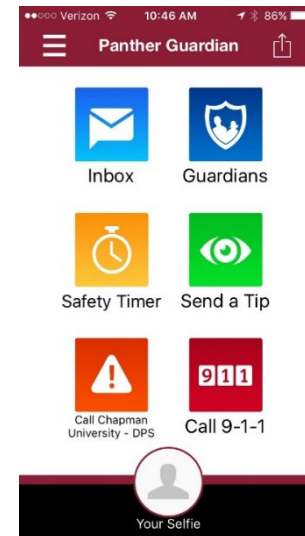 Verizon 10:46 AM 86%
Panther Guardian
Inbox Guardians
Safety Timer Send a Tip
911
Call Chapman
University - DPS
Call 9-1-1
Your Selfie